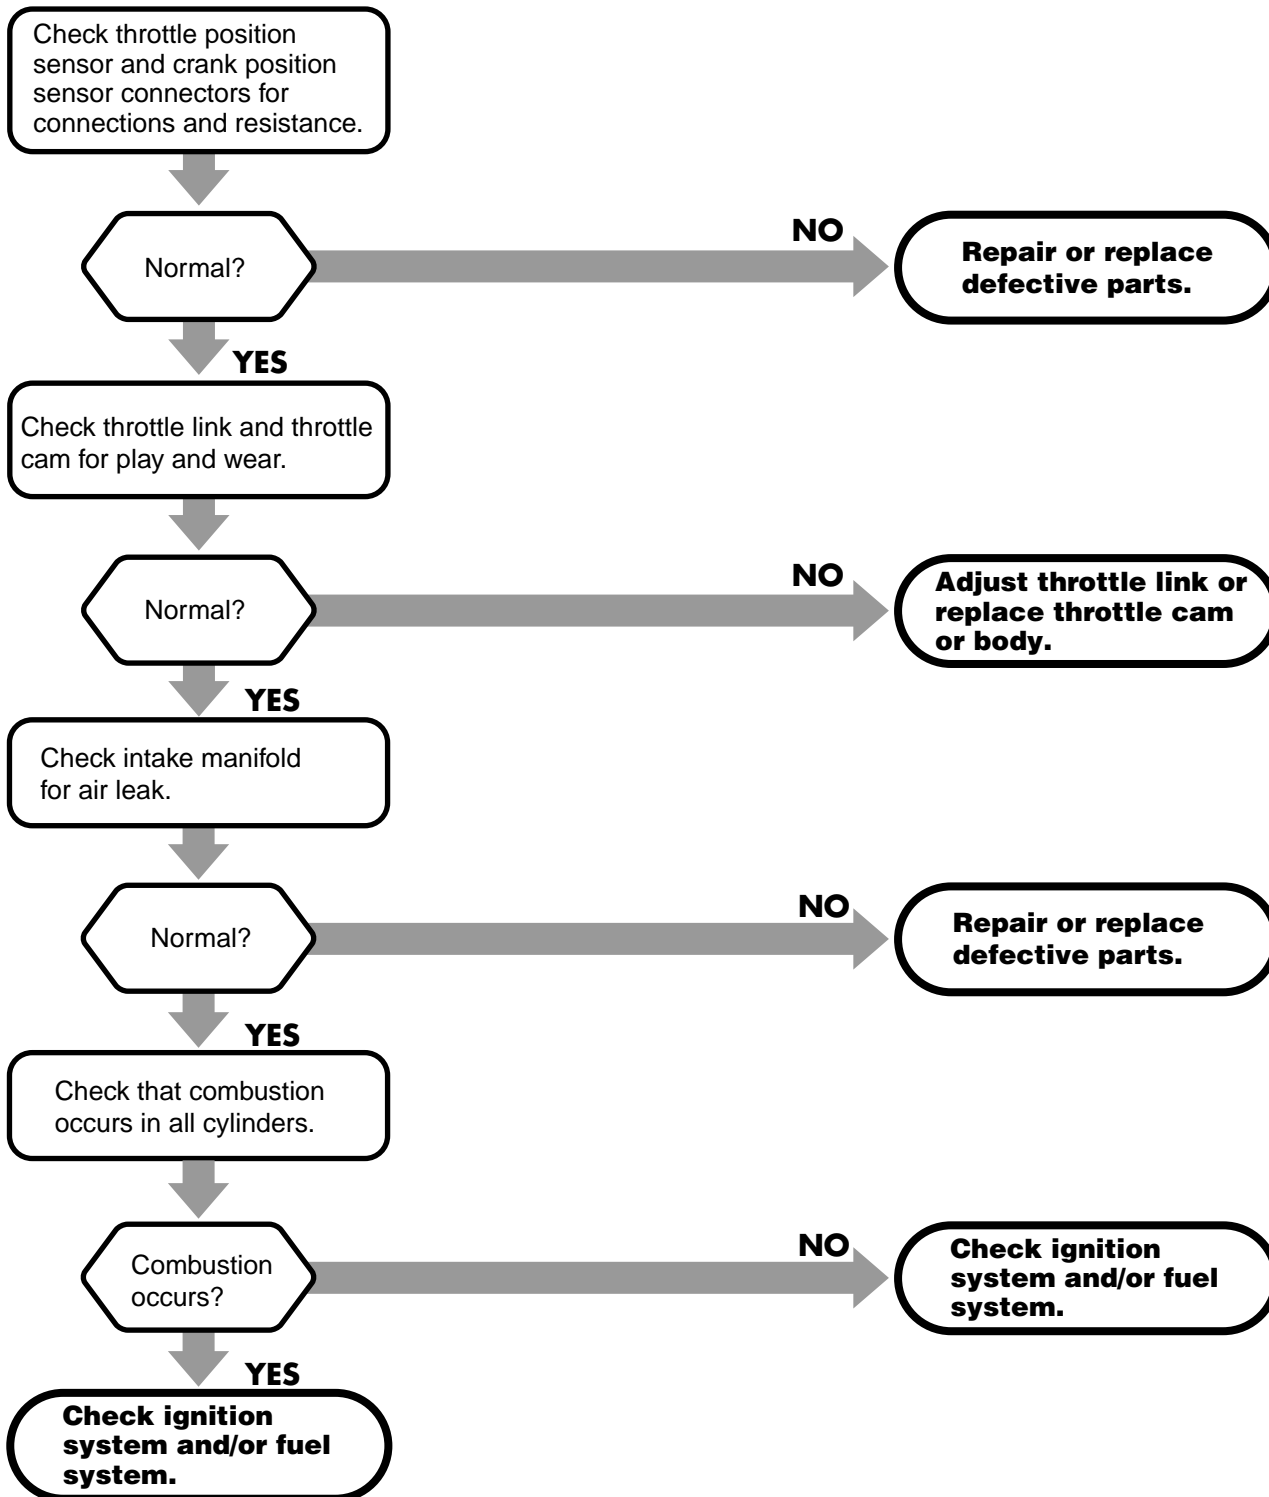 Check throttle position
sensor and crank position
sensor connectors for
connections and resistance.
Normal?
NO
Repair or replace
defective parts.
YES
Check throttle link and throttle
cam for play and wear.
Normal?
NO
Adjust throttle link or
replace throttle cam
or body.
YES
Check intake manifold
for air leak.
Normal?
NO
Repair or replace
defective parts.
YES
Check that combustion
occurs in all cylinders.
Combustion
occurs?
NO
Check ignition
system and/or fuel
system.
YES
Check ignition
system and/or fuel
system.